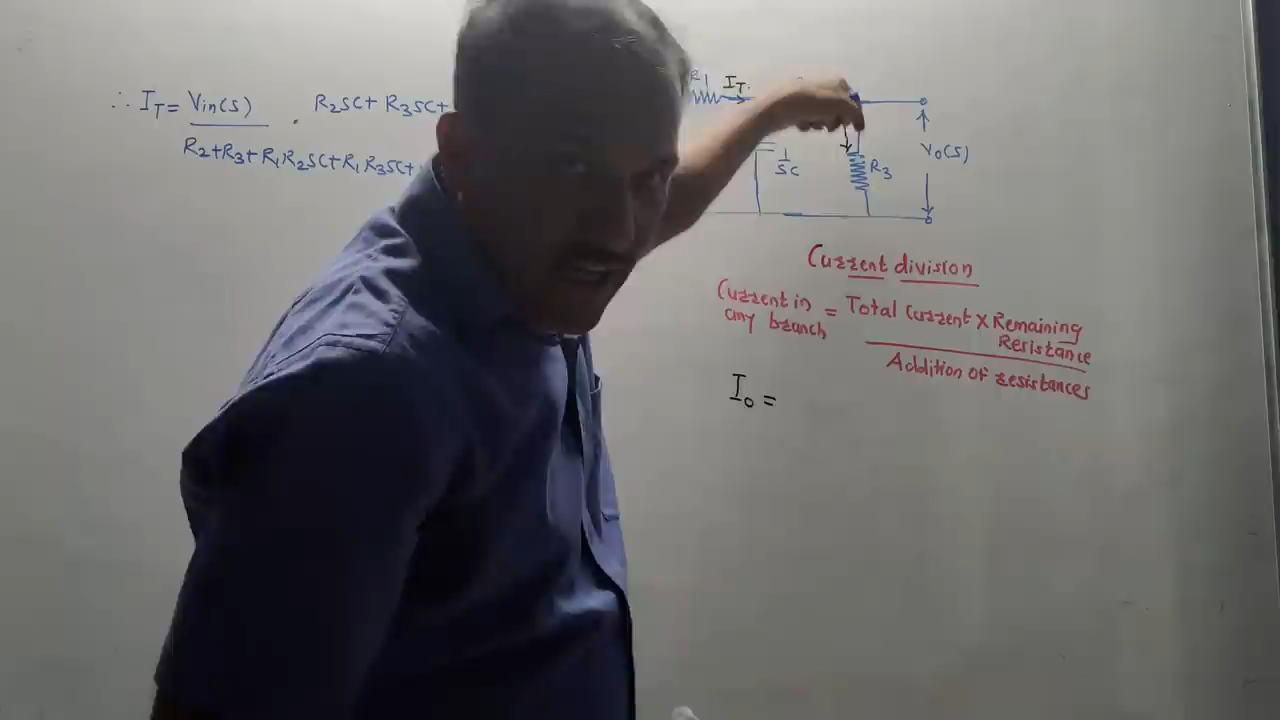 ∴ I_T = Vin(s) . R₂SC + R₃SC +
R₂+R₃+R₁R₂SC+R₁R₃SC+
R₁
I_T
1/SC
R₃
V₀(s)
Current division
Current in any branch = Total Current X Remaining Resistance
Addition of resistances
I₀ =